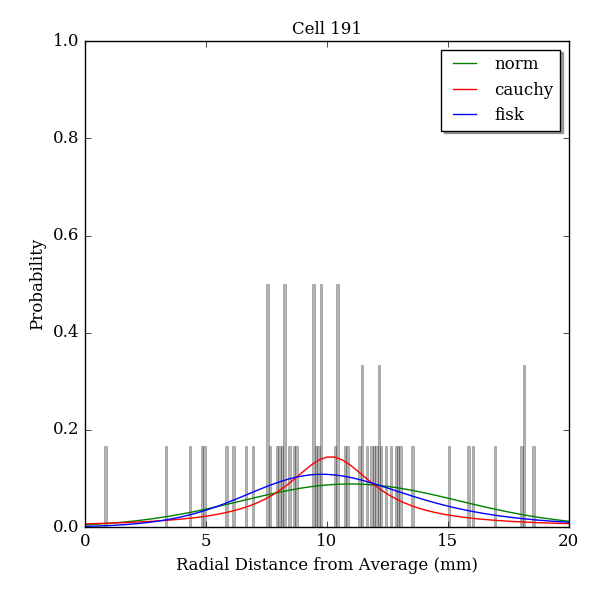 Cell 191
norm
cauchy
fisk
Probability
1.0
0.8
0.6
0.4
0.2
0.0
0 5 10 15 20
Radial Distance from Average (mm)